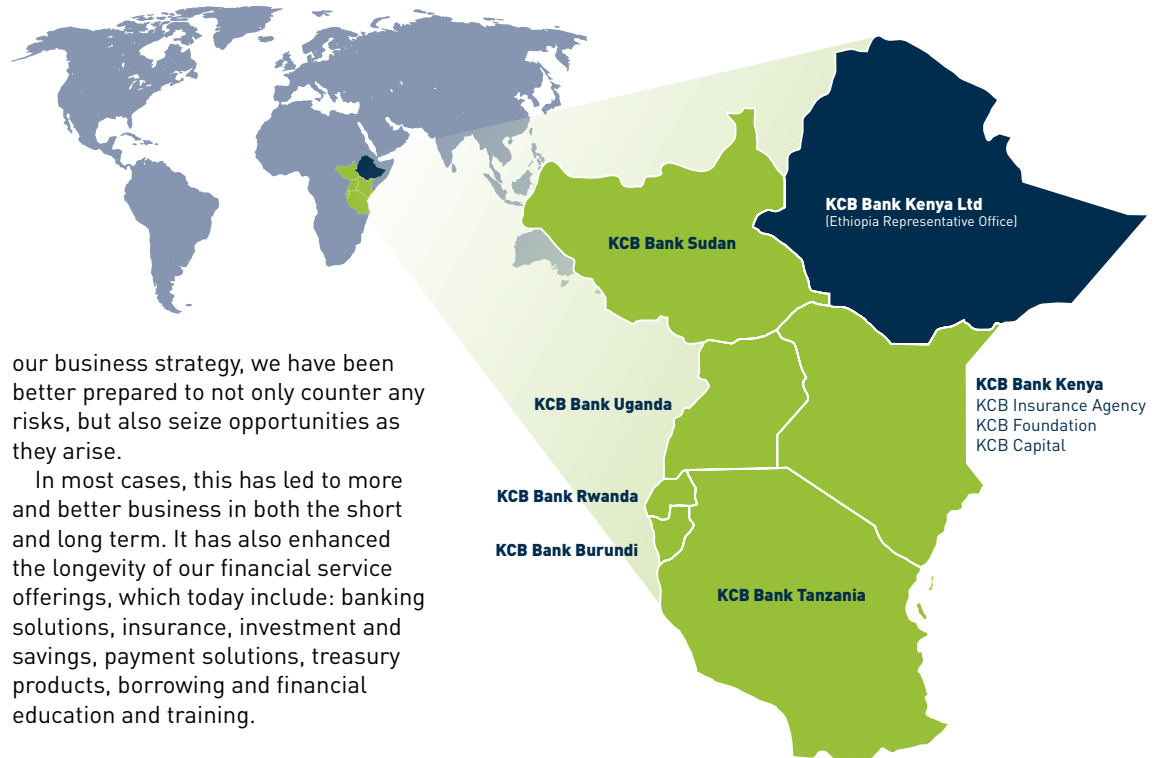 our business strategy, we have been
better prepared to not only counter any
risks, but also seize opportunities as
they arise.
In most cases, this has led to more
and better business in both the short
and long term. It has also enhanced
the longevity of our financial service
offerings, which today include: banking
solutions, insurance, investment and
savings, payment solutions, treasury
products, borrowing and financial
education and training.
KCB Bank Kenya Ltd
(Ethiopia Representative Office)
KCB Bank Sudan
KCB Bank Kenya
KCB Insurance Agency
KCB Foundation
KCB Capital
KCB Bank Uganda
KCB Bank Rwanda
KCB Bank Burundi
KCB Bank Tanzania